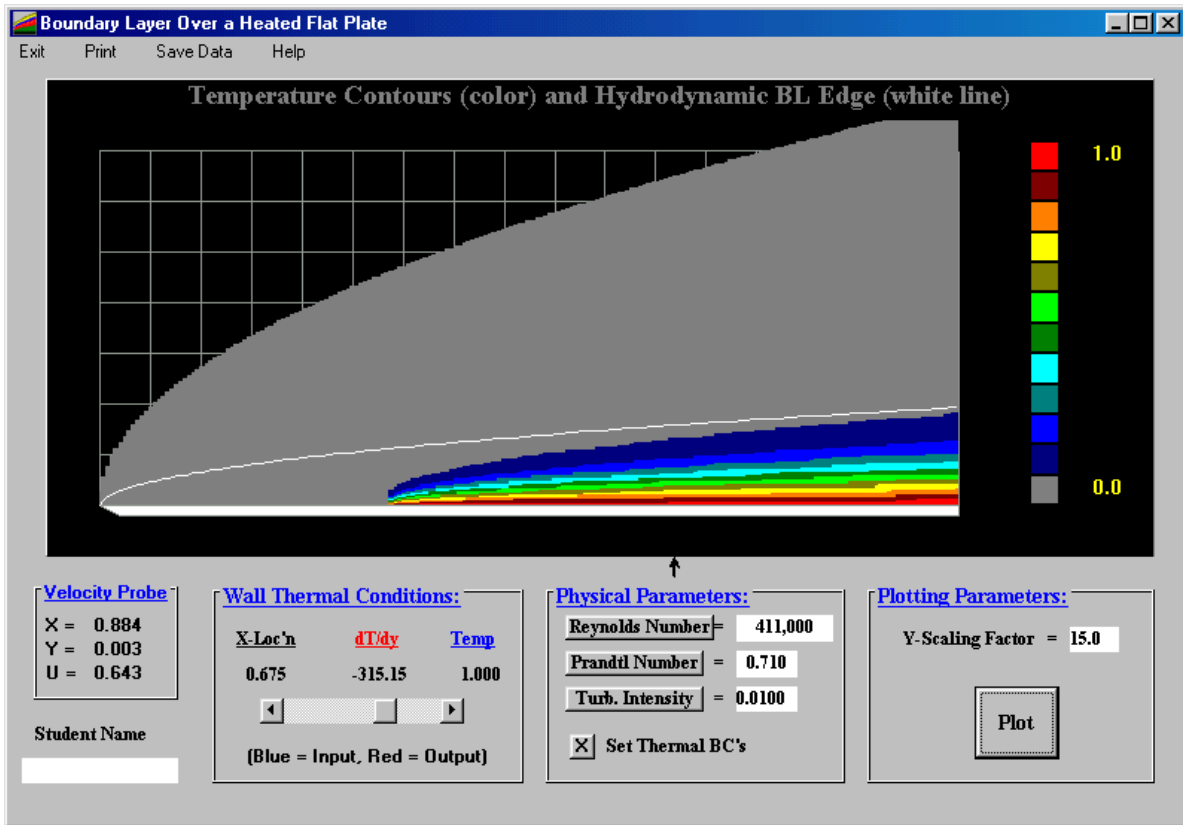 Boundary Layer Over a Heated Flat Plate
Exit Print Save Data Help
Temperature Contours (color) and Hydrodynamic BL Edge (white line)
1.0
0.0
Velocity Probe
X = 0.884
Y = 0.003
U = 0.643
Student Name
Wall Thermal Conditions:
X-Loc'n dT/dy Temp
0.675 -315.15 1.000
(Blue = Input, Red = Output)
Physical Parameters:
Reynolds Number = 411,000
Prandtl Number = 0.710
Turb. Intensity = 0.0100
X Set Thermal BC's
Plotting Parameters:
Y-Scaling Factor = 15.0
Plot